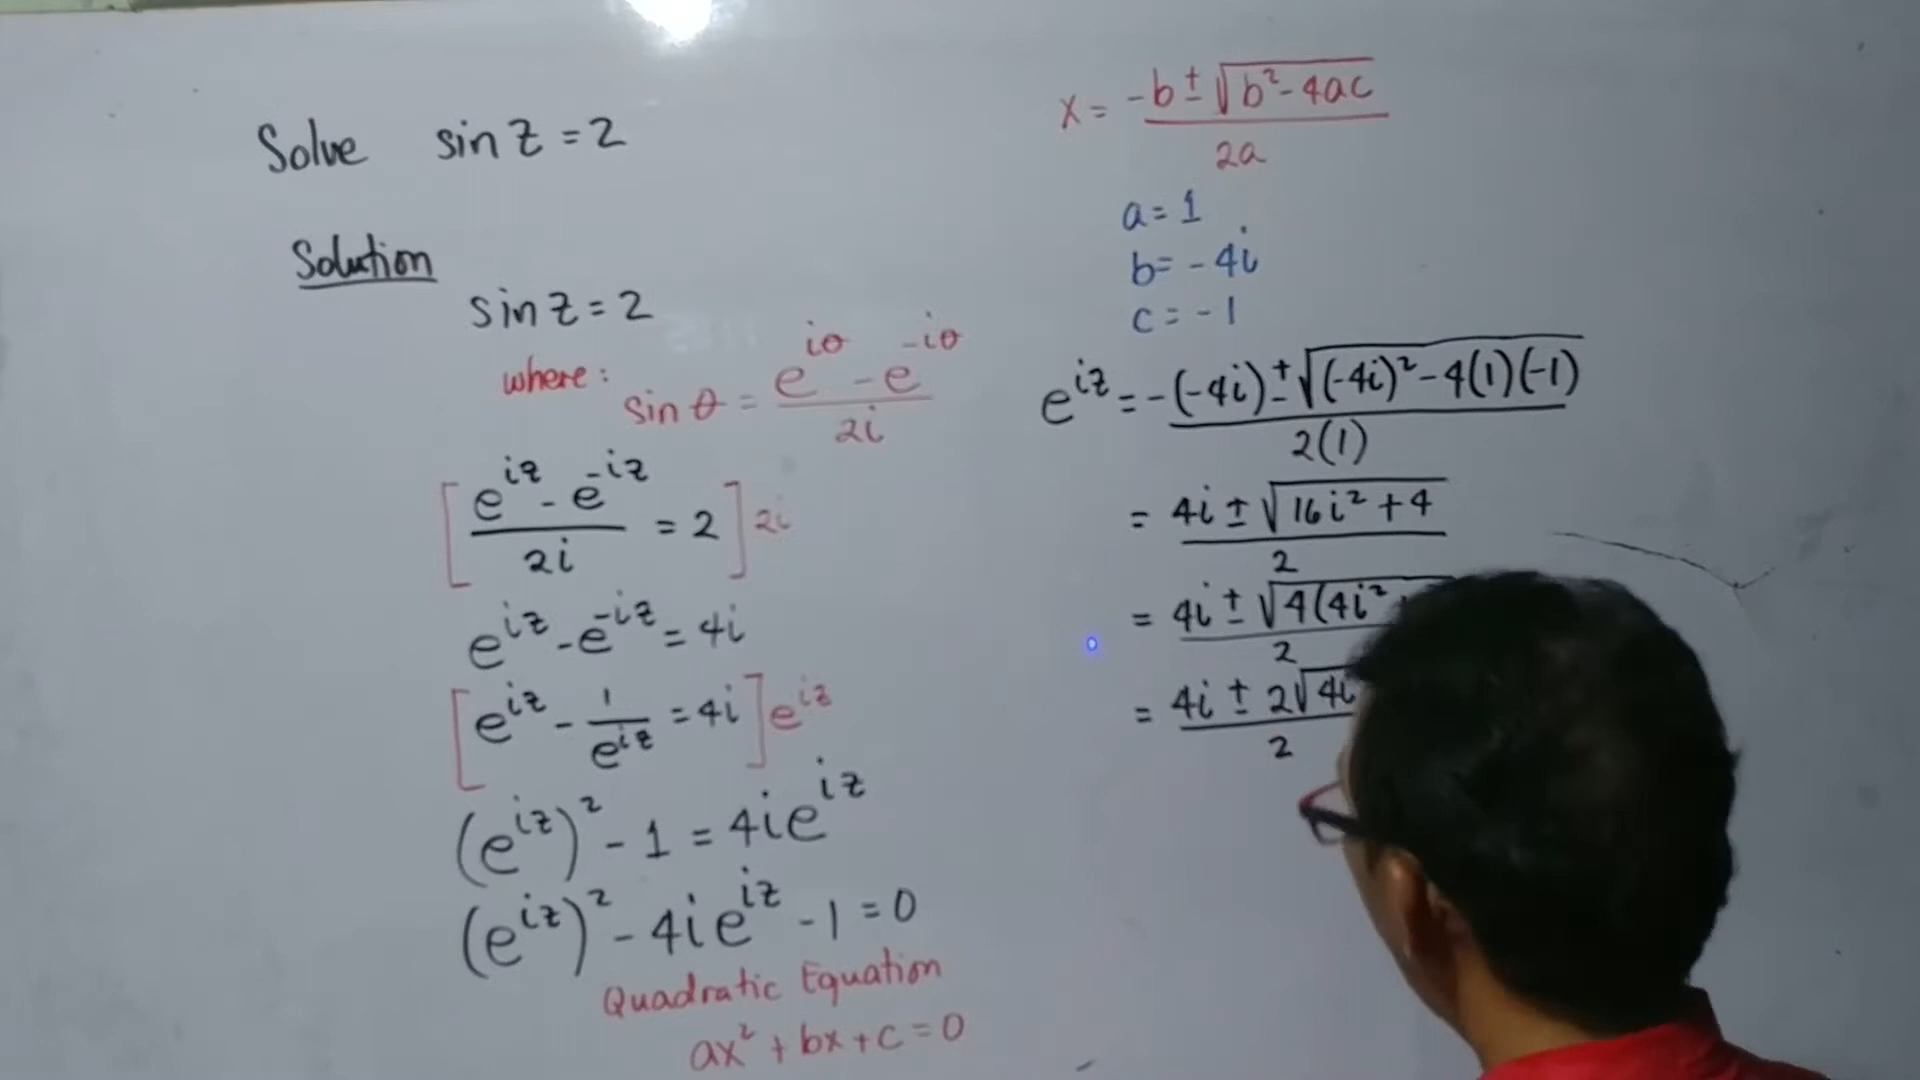 Solve sin z = 2
Solution
sin z = 2
where: sin θ = (e^{iθ} - e^{-iθ}) / 2i
[ (e^{iz} - e^{-iz}) / 2i = 2 ] 2i
e^{iz} - e^{-iz} = 4i
[ e^{iz} - 1/e^{iz} = 4i ] e^{iz}
(e^{iz})² - 1 = 4ie^{iz}
(e^{iz})² - 4ie^{iz} - 1 = 0
Quadratic Equation
ax² + bx + c = 0
x = (-b ± √(b² - 4ac)) / 2a
a = 1
b = -4i
c = -1
e^{iz} = (-(-4i) ± √((-4i)² - 4(1)(-1))) / 2(1)
= (4i ± √(16i² + 4)) / 2
= (4i ± √(4(4i² / 2
= (4i ± 2√(4i / 2